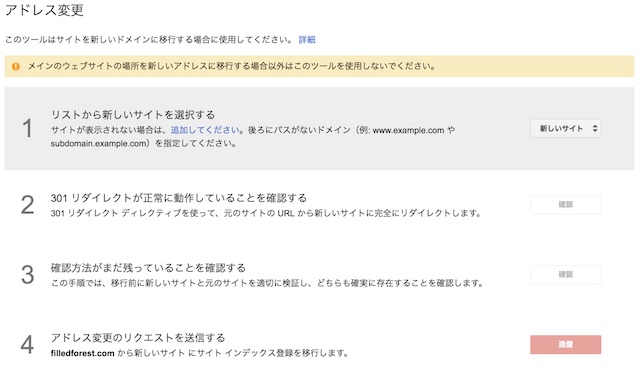 アドレス変更
このツールはサイトを新しいドメインに移行する場合に使用してください。 詳細
メインのウェブサイトの場所を新しいアドレスに移行する場合以外はこのツールを使用しないでください。
1
リストから新しいサイトを選択する
サイトが表示されない場合は、追加してください。後ろにパスがないドメイン（例: www.example.com や
subdomain.example.com）を指定してください。
新しいサイト
2
301 リダイレクトが正常に動作していることを確認する
301 リダイレクト ディレクティブを使って、元のサイトの URL から新しいサイトに完全にリダイレクトします。
確認
3
確認方法がまだ残っていることを確認する
この手順では、移行前に新しいサイトと元のサイトを適切に検証し、どちらも確実に存在することを確認します。
確認
4
アドレス変更のリクエストを送信する
filledforest.com から新しいサイト にサイト インデックス登録を移行します。
送信